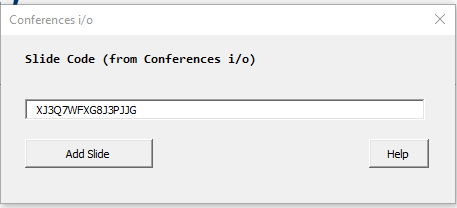 Conferences i/o
Slide Code (from Conferences i/o)
XJ3Q7WFXG8J3PJJG
Add Slide
Help